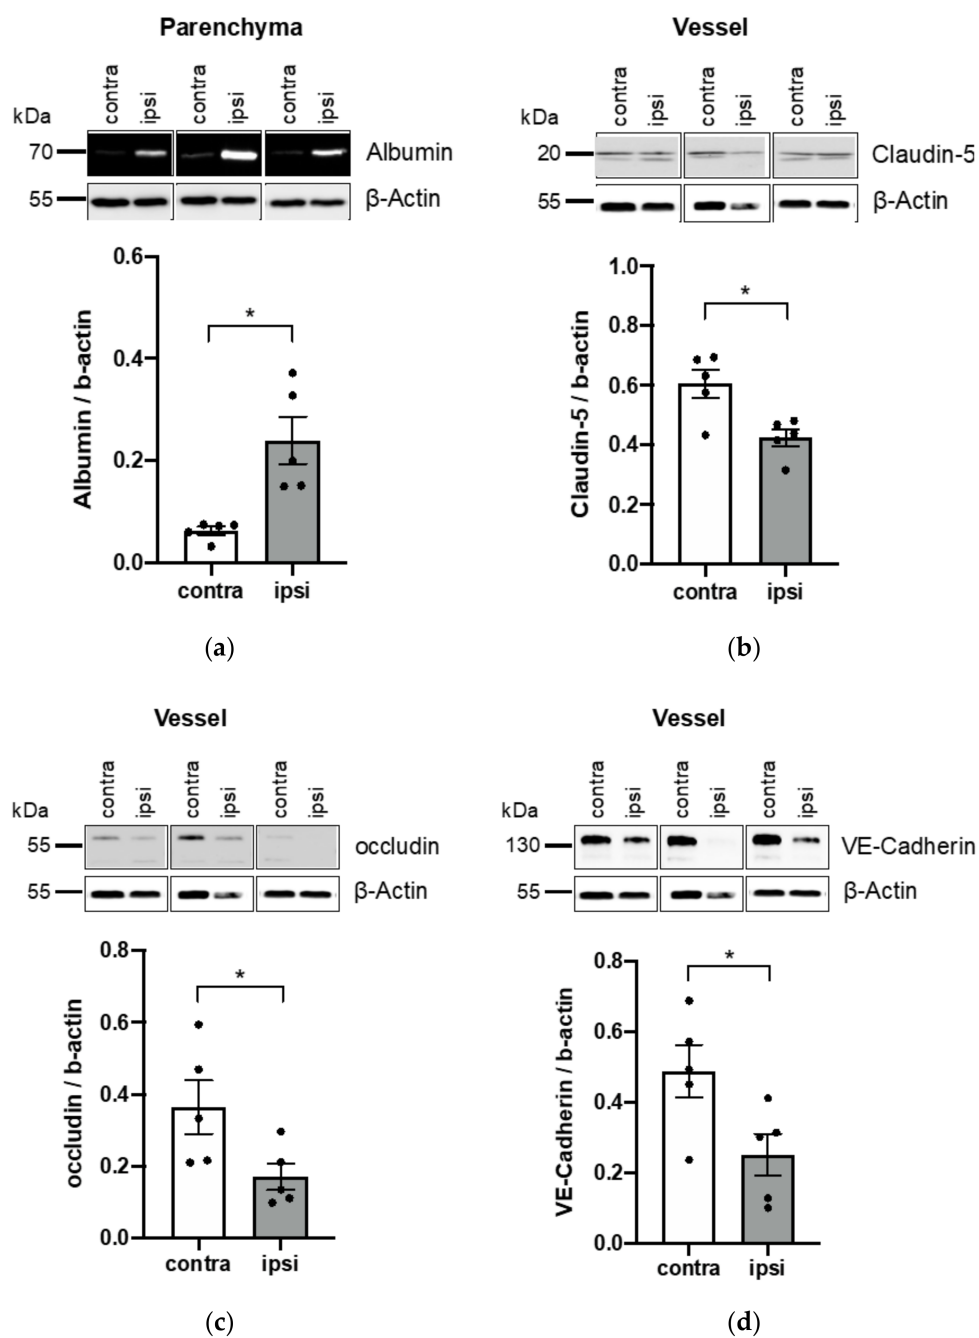 Parenchyma
contra ipsi contra ipsi contra ipsi
kDa
70 Albumin
55 β-Actin
0.6
0.4
0.2
0.0
Albumin / b-actin
*
contra ipsi
(a)
Vessel
contra ipsi contra ipsi contra ipsi
kDa
20 Claudin-5
55 β-Actin
1.0
0.8
0.6
0.4
0.2
0.0
Claudin-5 / b-actin
*
contra ipsi
(b)
Vessel
contra ipsi contra ipsi contra ipsi
kDa
55 occludin
55 β-Actin
0.8
0.6
0.4
0.2
0.0
occludin / b-actin
*
contra ipsi
(c)
Vessel
contra ipsi contra ipsi contra ipsi
kDa
130 VE-Cadherin
55 β-Actin
0.8
0.6
0.4
0.2
0.0
VE-Cadherin / b-actin
*
contra ipsi
(d)